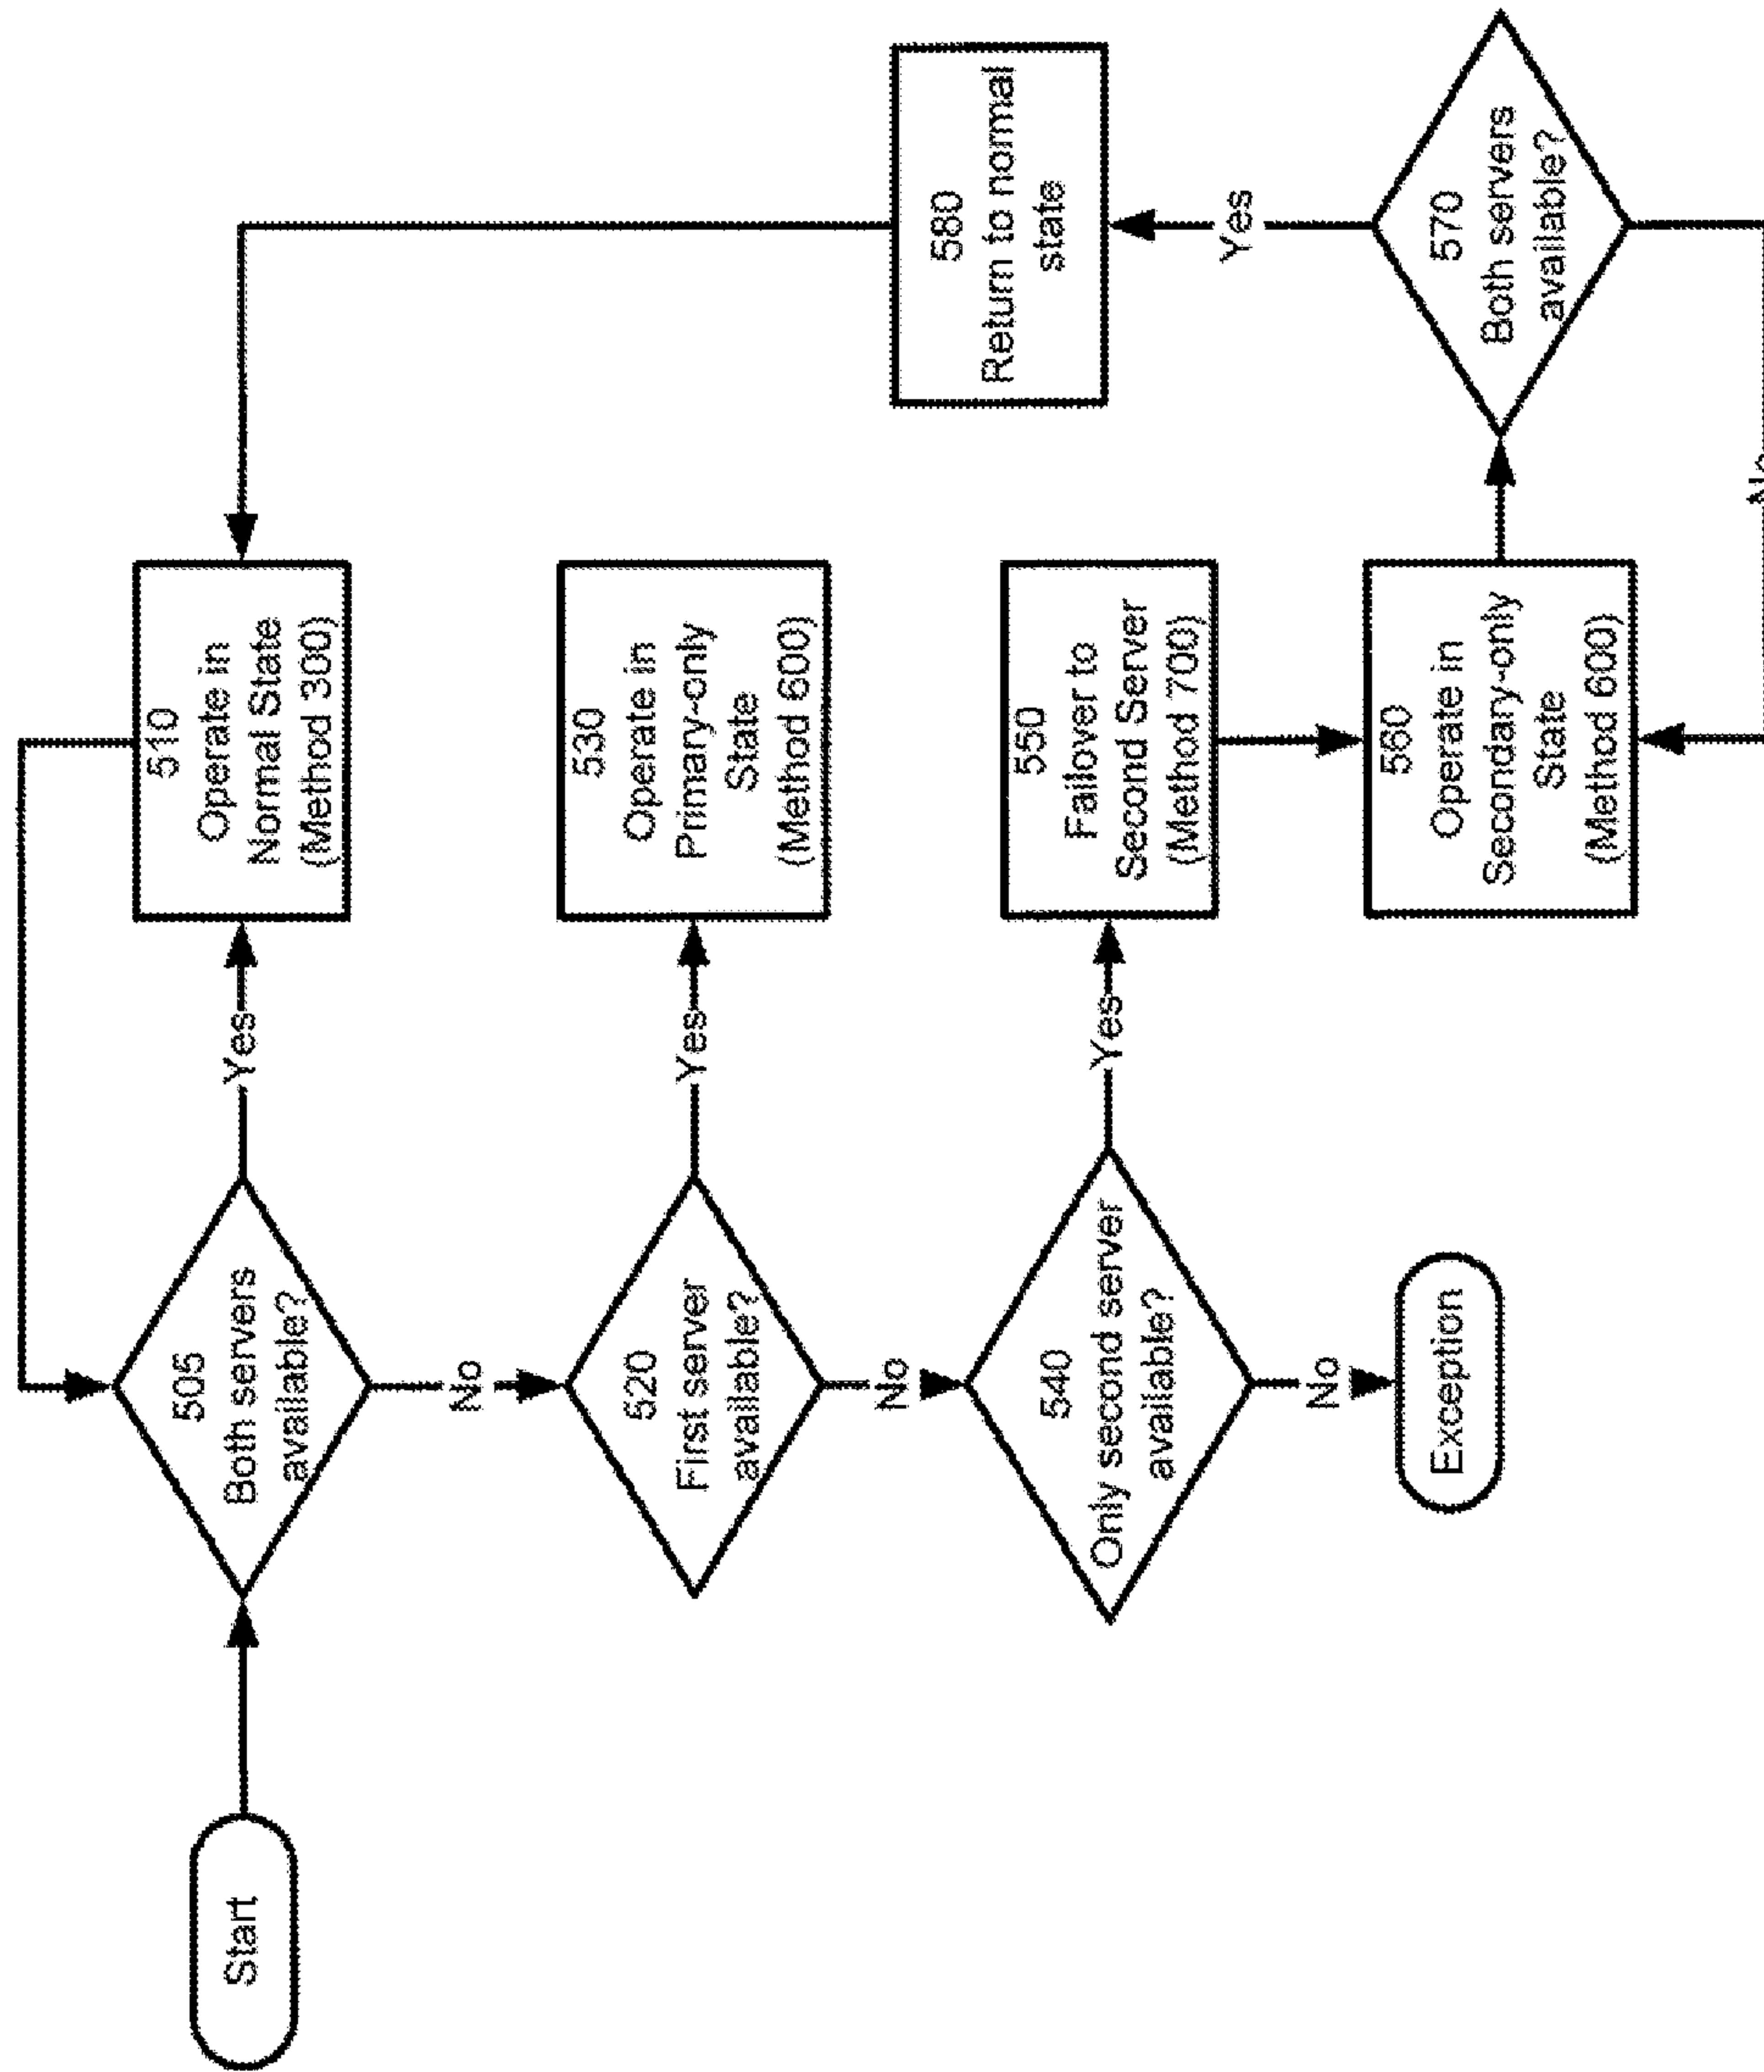 Start
505
Both servers
available?
Yes
510
Operate in
Normal State
(Method 300)
No
520
First server
available?
Yes
530
Operate in
Primary-only
State
(Method 600)
No
540
Only second server
available?
Yes
550
Failover to
Second Server
(Method 700)
No
Exception
560
Operate in
Secondary-only
State
(Method 600)
570
Both servers
available?
Yes
580
Return to normal
state
No